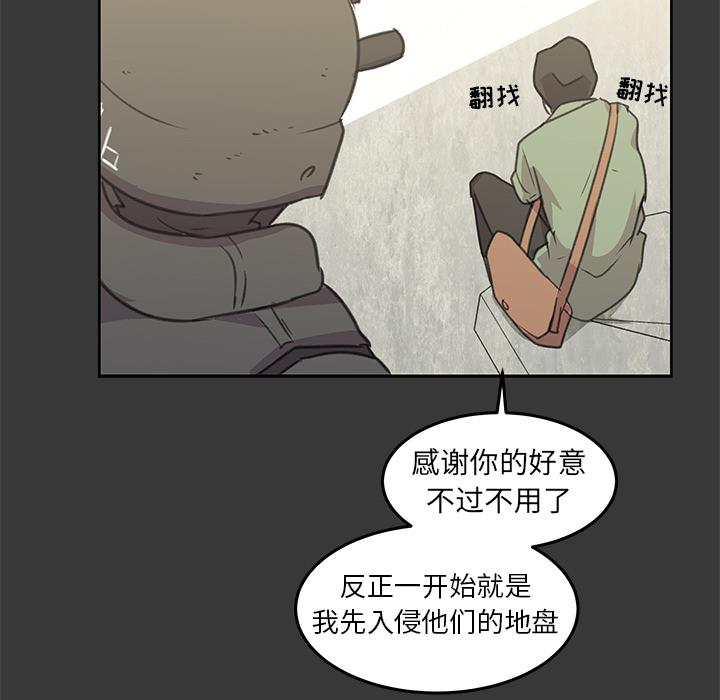 翻找
翻找
感谢你的好意
不过不用了
反正一开始就是
我先入侵他们的地盘